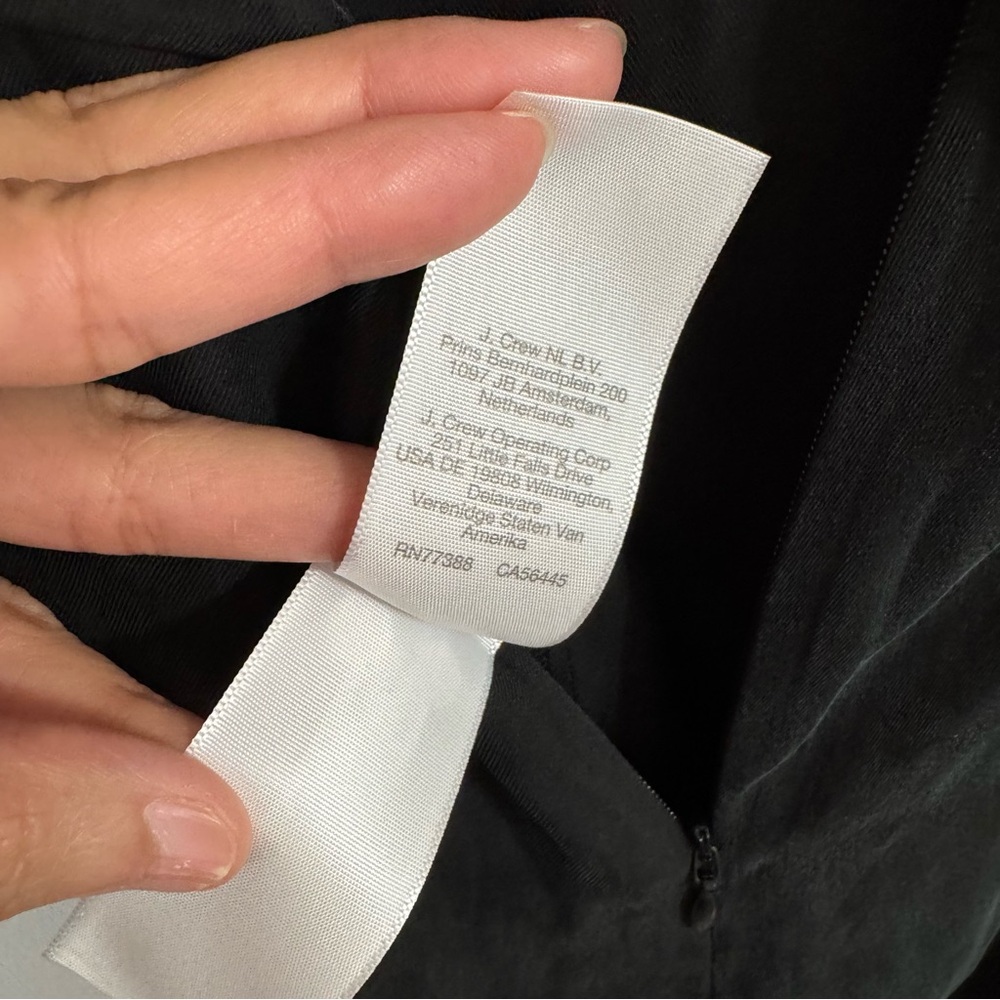 J. Crew NL B.V.
Prins Bernhardplein 200
1097 JB Amsterdam,
Netherlands
J. Crew Operating Corp
251 Little Falls Drive
USA DE 19808 Wilmington,
Delaware
Verenidge Staten Van
Amerika
RN77388 CA56445